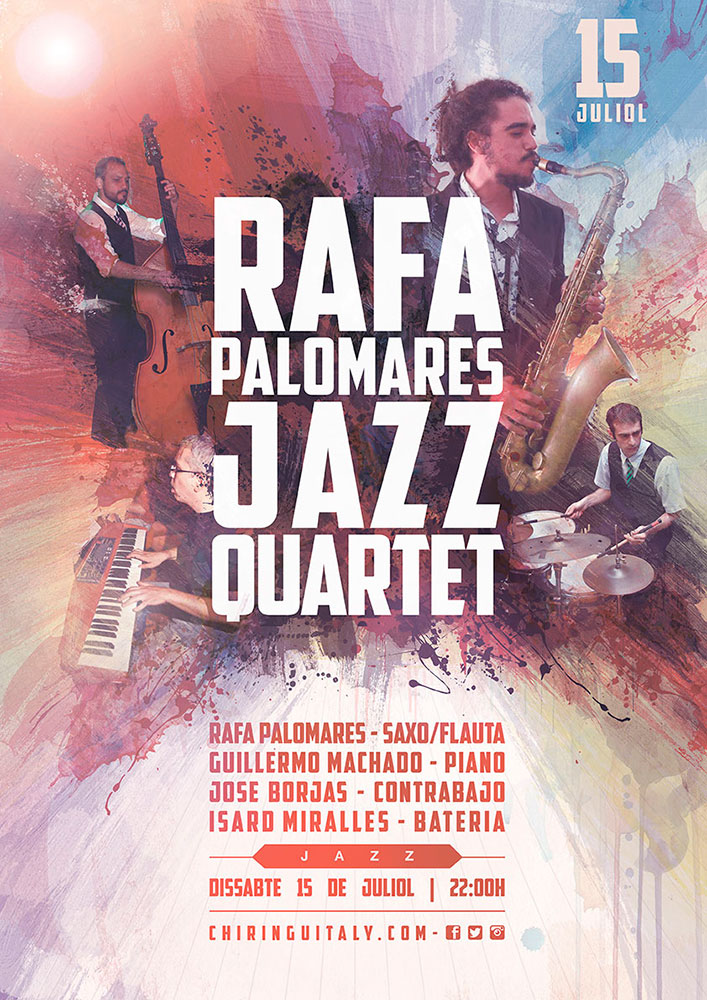 15
JULIOL
RAFA
PALOMARES
JAZZ
QUARTET
RAFA PALOMARES - SAXO/FLAUTA
GUILLERMO MACHADO - PIANO
JOSE BORJAS - CONTRABAJO
ISARD MIRALLES - BATERIA
JAZZ
DISSABTE 15 DE JULIOL | 22:00H
CHIRINGUITALY.COM-